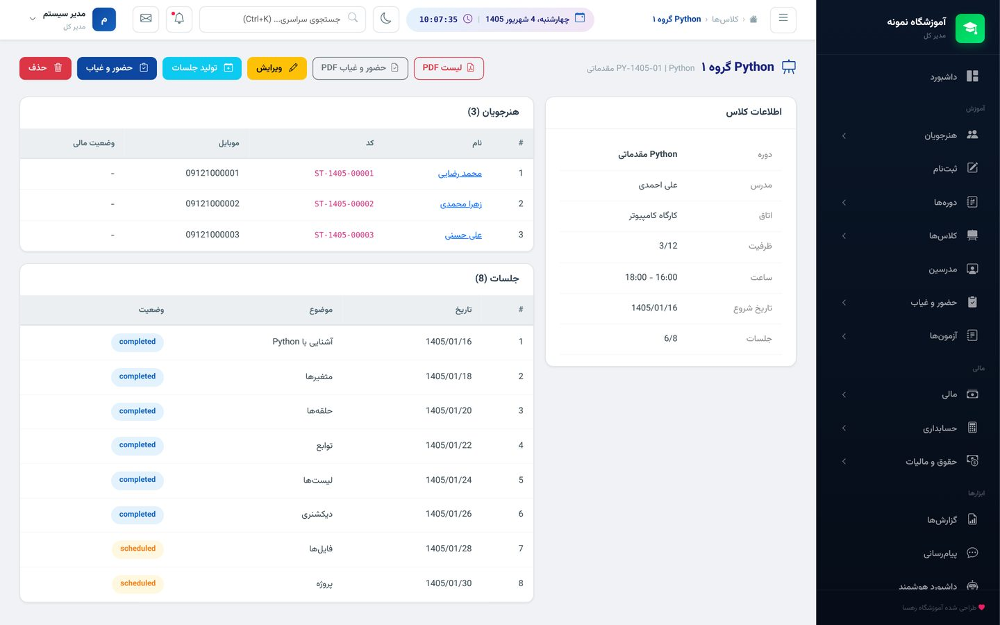 آموزشگاه نمونه
مدیر کل
داشبورد
آموزش
هنرجویان
ثبت‌نام
دوره‌ها
کلاس‌ها
مدرسین
حضور و غیاب
آزمون‌ها
مالی
مالی
حسابداری
حقوق و مالیات
ابزارها
گزارش‌ها
پیام‌رسانی
داشبورد هوشمند
طراحی شده آموزشگاه رهسا
کلاس‌ها › Python گروه ۱
چهارشنبه، 4 شهریور 1405 | 10:07:35
جستجوی سراسری... (Ctrl+K)
مدیر سیستم
مدیر کل
م
Python گروه ۱ PY-1405-01 | Python مقدماتی
لیست PDF
حضور و غیاب PDF
ویرایش
تولید جلسات
حضور و غیاب
حذف
اطلاعات کلاس
دوره Python مقدماتی
مدرس علی احمدی
اتاق کارگاه کامپیوتر
ظرفیت 3/12
ساعت 16:00 - 18:00
تاریخ شروع 1405/01/16
جلسات 6/8
هنرجویان (3)
# نام کد موبایل وضعیت مالی
1 محمد رضایی ST-1405-00001 09121000001 -
2 زهرا محمدی ST-1405-00002 09121000002 -
3 علی حسنی ST-1405-00003 09121000003 -
جلسات (8)
# تاریخ موضوع وضعیت
1 1405/01/16 آشنایی با Python completed
2 1405/01/18 متغیرها completed
3 1405/01/20 حلقه‌ها completed
4 1405/01/22 توابع completed
5 1405/01/24 لیست‌ها completed
6 1405/01/26 دیکشنری completed
7 1405/01/28 فایل‌ها scheduled
8 1405/01/30 پروژه scheduled